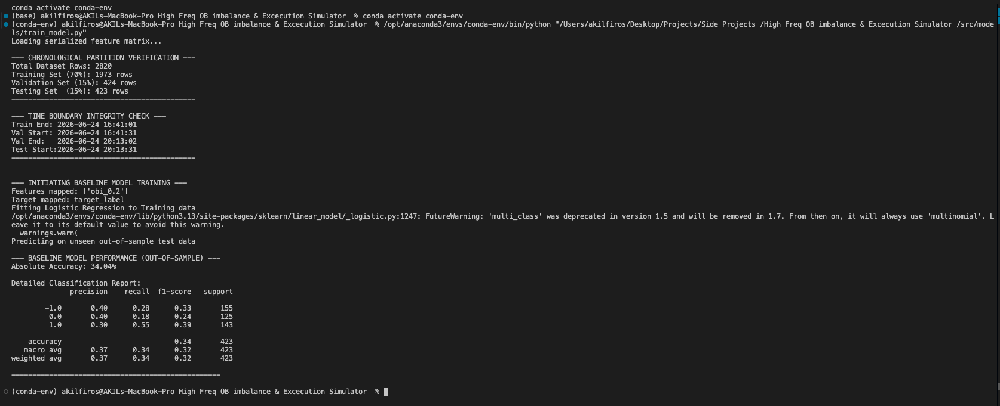 conda activate conda-env
(base) akilfiros@AKILs-MacBook-Pro High Freq OB imbalance & Excecution Simulator  % conda activate conda-env
(conda-env) akilfiros@AKILs-MacBook-Pro High Freq OB imbalance & Excecution Simulator  % /opt/anaconda3/envs/conda-env/bin/python "/Users/akilfiros/Desktop/Projects/Side Projects /High Freq OB imbalance & Excecution Simulator /src/mode
ls/train_model.py"
Loading serialized feature matrix...
--- CHRONOLOGICAL PARTITION VERIFICATION ---
Total Dataset Rows: 2820
Training Set (70%): 1973 rows
Validation Set (15%): 424 rows
Testing Set  (15%): 423 rows
--------------------------------------------
--- TIME BOUNDARY INTEGRITY CHECK ---
Train End: 2026-06-24 16:41:01
Val Start: 2026-06-24 16:41:31
Val End:   2026-06-24 20:13:02
Test Start:2026-06-24 20:13:31
--------------------------------------------
--- INITIATING BASELINE MODEL TRAINING ---
Features mapped: ['obi_0.2']
Target mapped: target_label
Fitting Logistic Regression to Training data
/opt/anaconda3/envs/conda-env/lib/python3.13/site-packages/sklearn/linear_model/_logistic.py:1247: FutureWarning: 'multi_class' was deprecated in version 1.5 and will be removed in 1.7. From then on, it will always use 'multinomial'. L
eave it to its default value to avoid this warning.
  warnings.warn(
Predicting on unseen out-of-sample test data
--- BASELINE MODEL PERFORMANCE (OUT-OF-SAMPLE) ---
Absolute Accuracy: 34.04%
Detailed Classification Report:
              precision    recall  f1-score   support
        -1.0       0.40      0.28      0.33       155
         0.0       0.40      0.18      0.24       125
         1.0       0.30      0.55      0.39       143
    accuracy                           0.34       423
   macro avg       0.37      0.34      0.32       423
weighted avg       0.37      0.34      0.32       423
--------------------------------------------------
(conda-env) akilfiros@AKILs-MacBook-Pro High Freq OB imbalance & Excecution Simulator  %